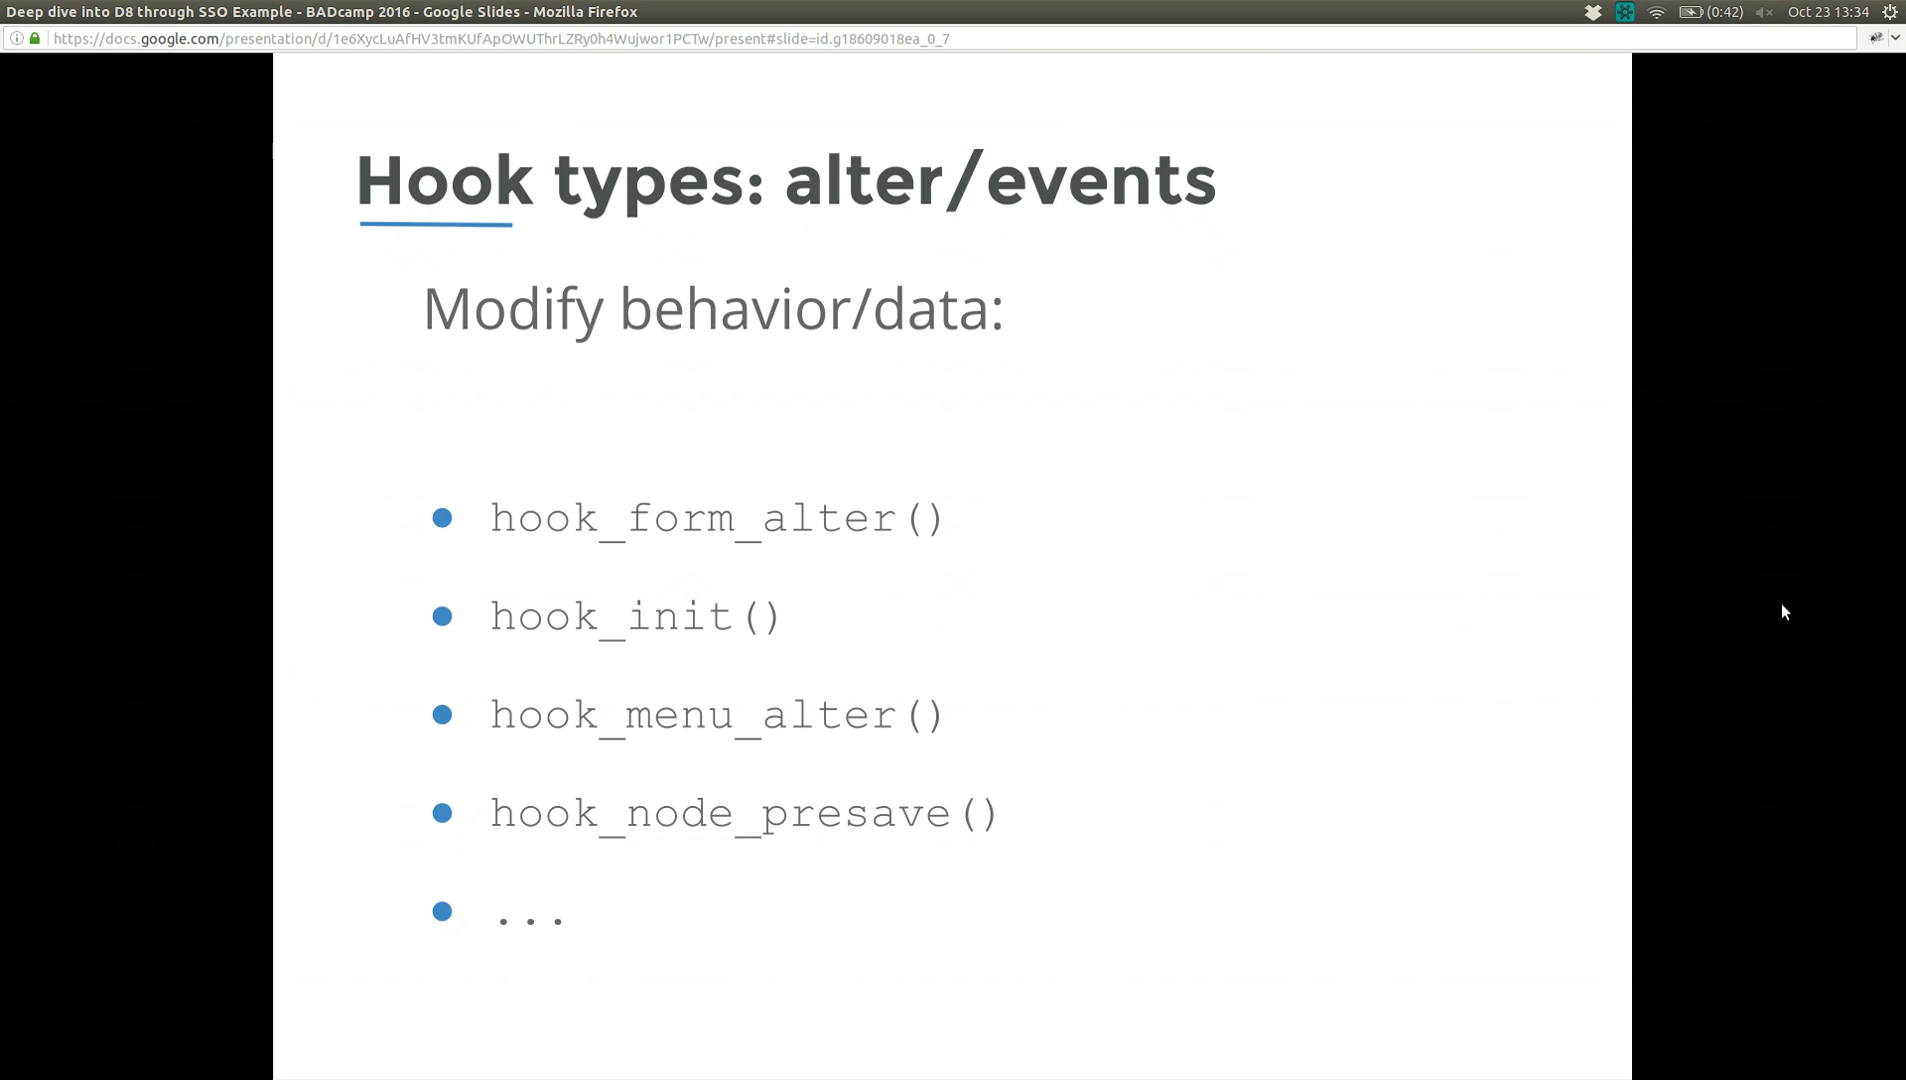 Deep dive into D8 through SSO Example - BADcamp 2016 - Google Slides - Mozilla Firefox
(0:42)
Oct 23 13:34
https://docs.google.com/presentation/d/1e6XycLuAfHV3tmKUfApOWUThrLZRy0h4Wujwor1PCTw/present#slide=id.g18609018ea_0_7
Hook types: alter/events
Modify behavior/data:
● hook_form_alter()
● hook_init()
● hook_menu_alter()
● hook_node_presave()
● ...